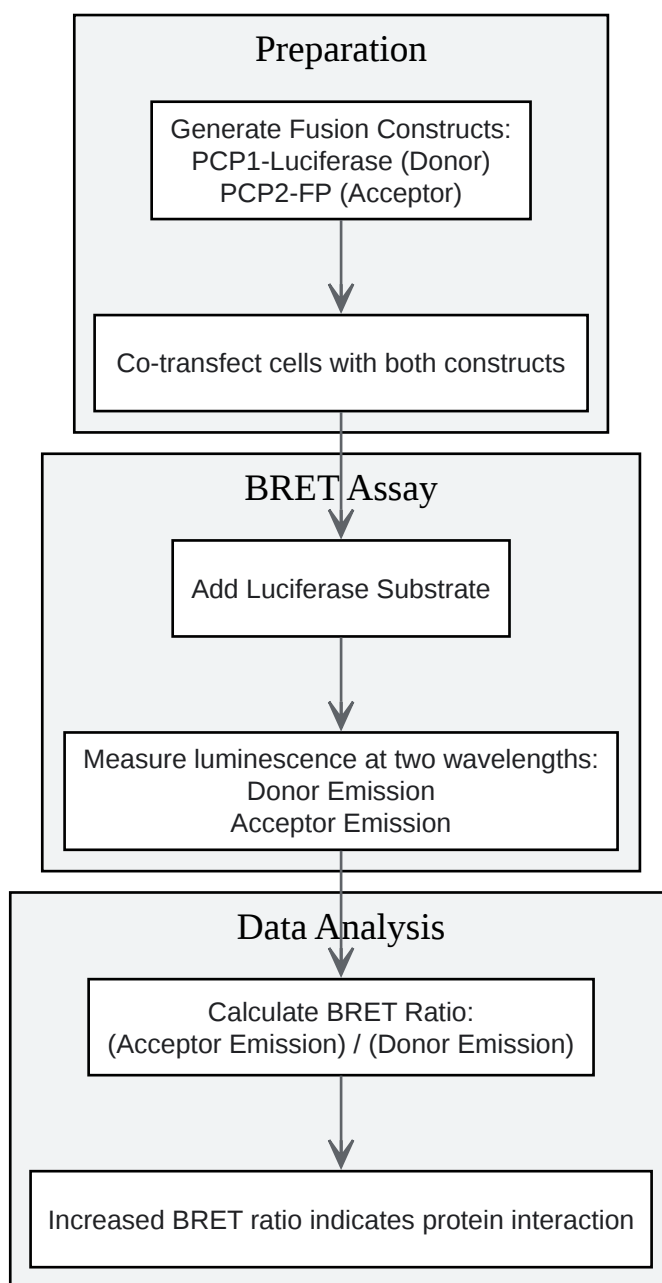 Preparation
Generate Fusion Constructs:
PCP1-Luciferase (Donor)
PCP2-FP (Acceptor)
Co-transfect cells with both constructs
BRET Assay
Add Luciferase Substrate
Measure luminescence at two wavelengths:
Donor Emission
Acceptor Emission
Data Analysis
Calculate BRET Ratio:
(Acceptor Emission) / (Donor Emission)
Increased BRET ratio indicates protein interaction